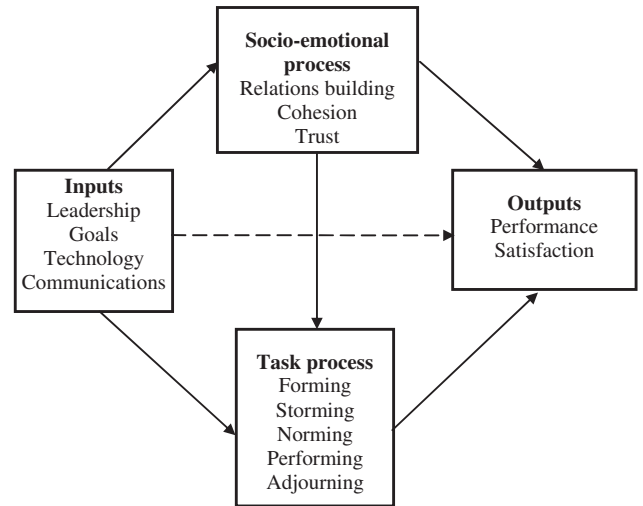 Socio-emotional
process
Relations building
Cohesion
Trust
Inputs
Leadership
Goals
Technology
Communications
Outputs
Performance
Satisfaction
Task process
Forming
Storming
Norming
Performing
Adjourning